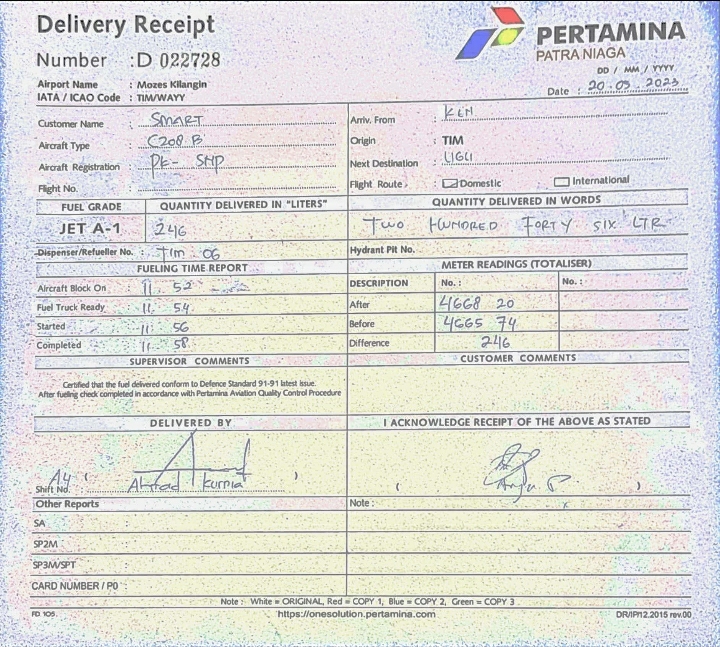 Delivery Receipt
PERTAMINA
PATRA NIAGA
Number : D 022728
DD / MM / YYYY
Airport Name : Mozes Kilangin
Date : 20.05.2023
IATA / ICAO Code : TIM/WAYY
Customer Name : SMART
Arriv. From : KEN
Aircraft Type : C208 B
Origin : TIM
Aircraft Registration : PK- SNP
Next Destination :
Flight No. :
Flight Route : Domestic International
FUEL GRADE QUANTITY DELIVERED IN "LITERS" QUANTITY DELIVERED IN WORDS
JET A-1 246 TWO HUNDRED FORTY SIX LTR
Dispenser/Refueller No. : TIM 06
Hydrant Pit No.
FUELING TIME REPORT METER READINGS (TOTALISER)
Aircraft Block On : 11. 52
DESCRIPTION No. : No. :
Fuel Truck Ready : 11. 54
After 4668 20
Started : 11. 56
Before 4665 74
Completed : 11. 58
Difference 246
SUPERVISOR COMMENTS CUSTOMER COMMENTS
Certified that the fuel delivered conform to Defence Standard 91-91 latest issue.
After fueling check completed in accordance with Pertamina Aviation Quality Control Procedure
DELIVERED BY I ACKNOWLEDGE RECEIPT OF THE ABOVE AS STATED
Shift No. ( Kurnia ) ( )
Other Reports Note :
SA :
SP2M :
SP3M/SPT :
CARD NUMBER / PO :
Note : White = ORIGINAL, Red = COPY 1, Blue = COPY 2, Green = COPY 3
FD. 105. https://onesolution.pertamina.com DR/IP/12.2015 rev.00